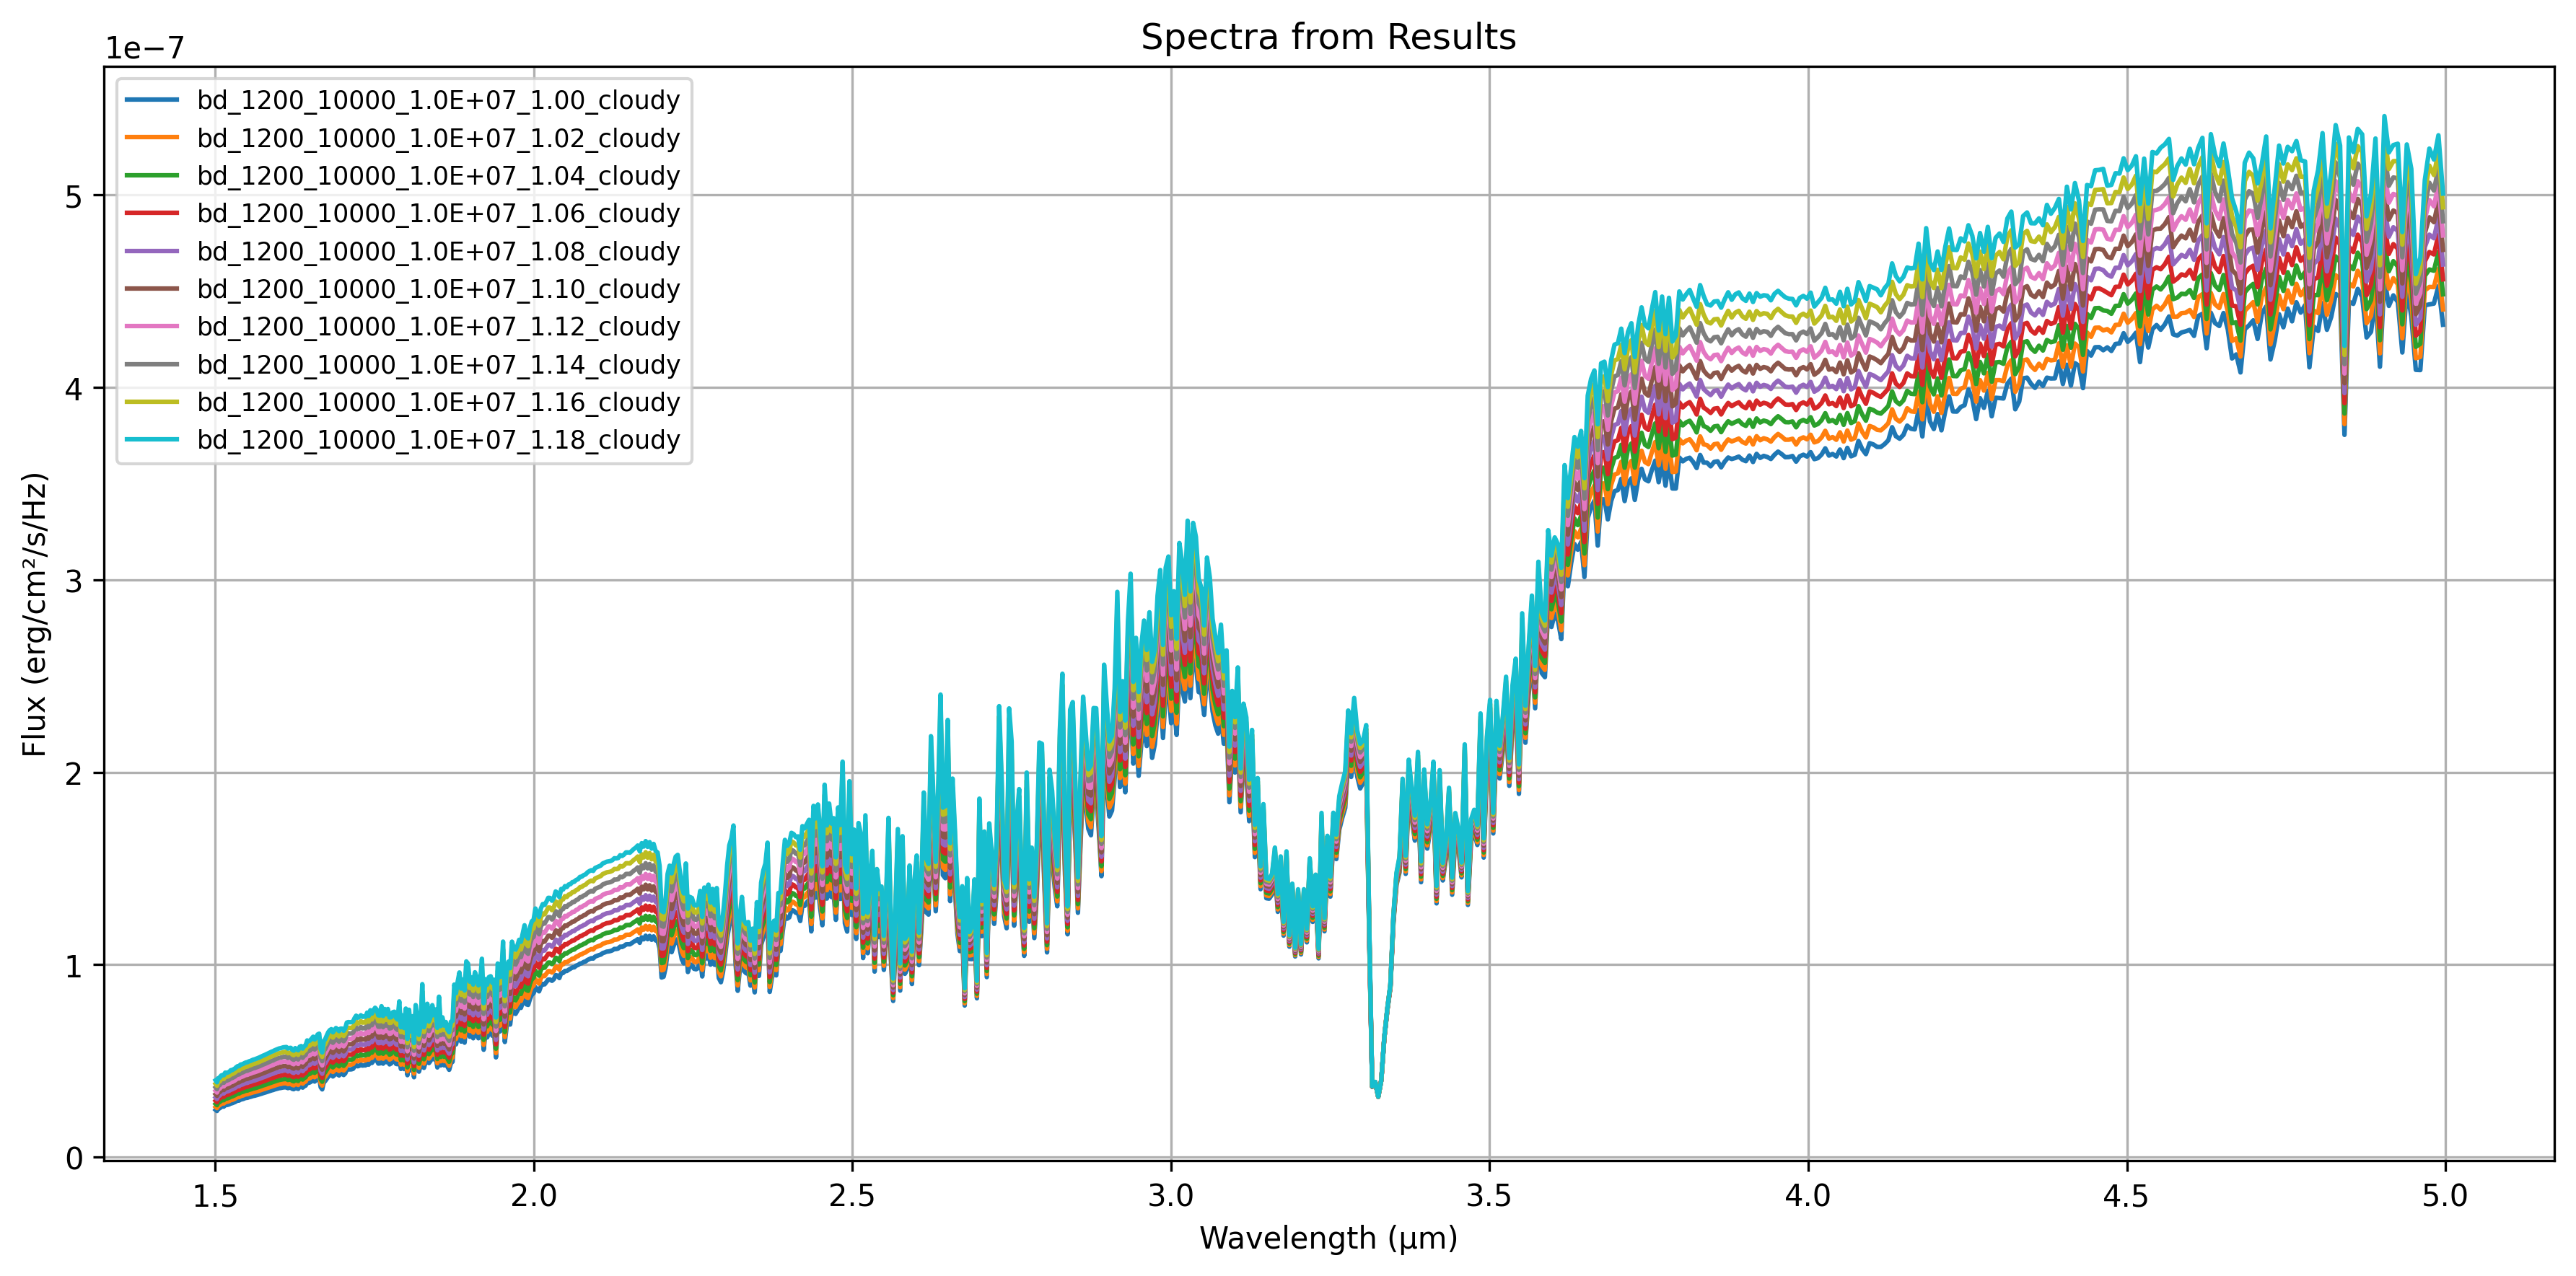 Spectra from Results
1e−7
bd_1200_10000_1.0E+07_1.00_cloudy
bd_1200_10000_1.0E+07_1.02_cloudy
bd_1200_10000_1.0E+07_1.04_cloudy
bd_1200_10000_1.0E+07_1.06_cloudy
bd_1200_10000_1.0E+07_1.08_cloudy
bd_1200_10000_1.0E+07_1.10_cloudy
bd_1200_10000_1.0E+07_1.12_cloudy
bd_1200_10000_1.0E+07_1.14_cloudy
bd_1200_10000_1.0E+07_1.16_cloudy
bd_1200_10000_1.0E+07_1.18_cloudy
Flux (erg/cm²/s/Hz)
5
4
3
2
1
0
1.5 2.0 2.5 3.0 3.5 4.0 4.5 5.0
Wavelength (μm)